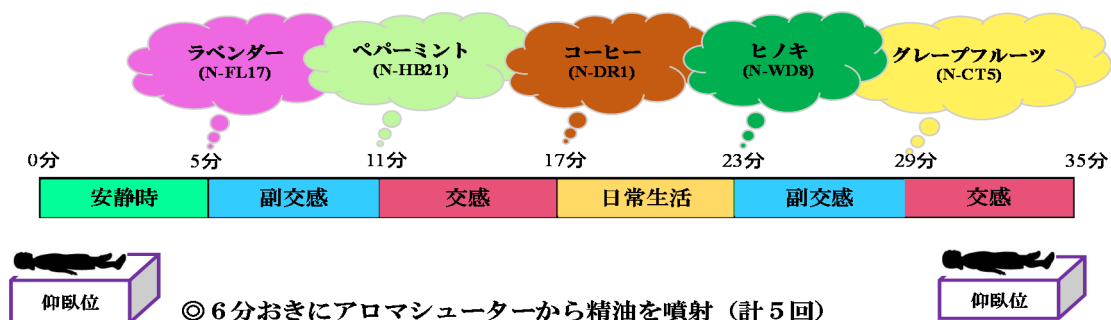 ラベンダー
(N-FL17)
ペパーミント
(N-HB21)
コーヒー
(N-DR1)
ヒノキ
(N-WD8)
グレープフルーツ
(N-CT5)
0分 5分 11分 17分 23分 29分 35分
安静時 副交感 交感 日常生活 副交感 交感
仰臥位
仰臥位
◎6分おきにアロマシューターから精油を噴射（計5回）